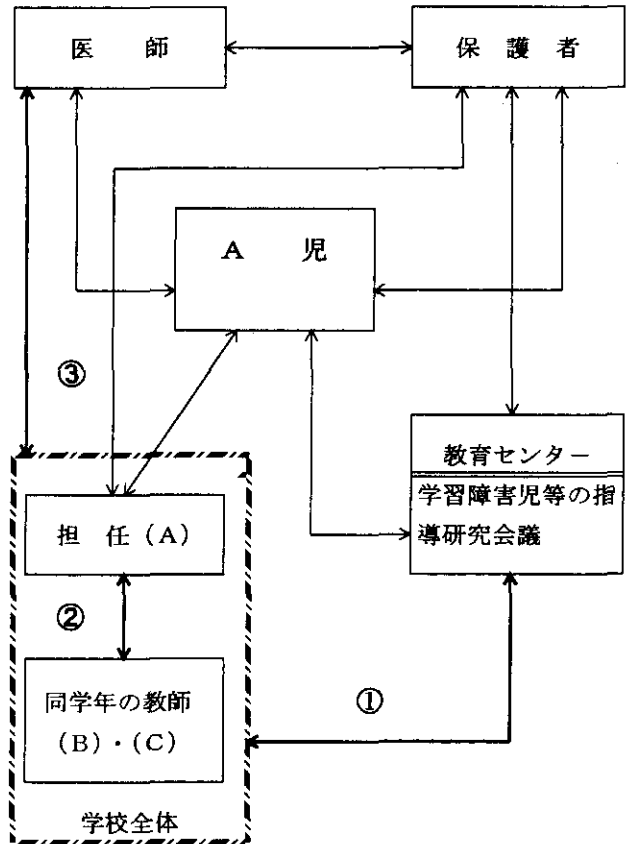 医 師
保 護 者
A 児
③
教育センター
学習障害児等の指
導研究会議
担 任 (A)
②
同学年の教師
(B)・(C)
①
学校全体